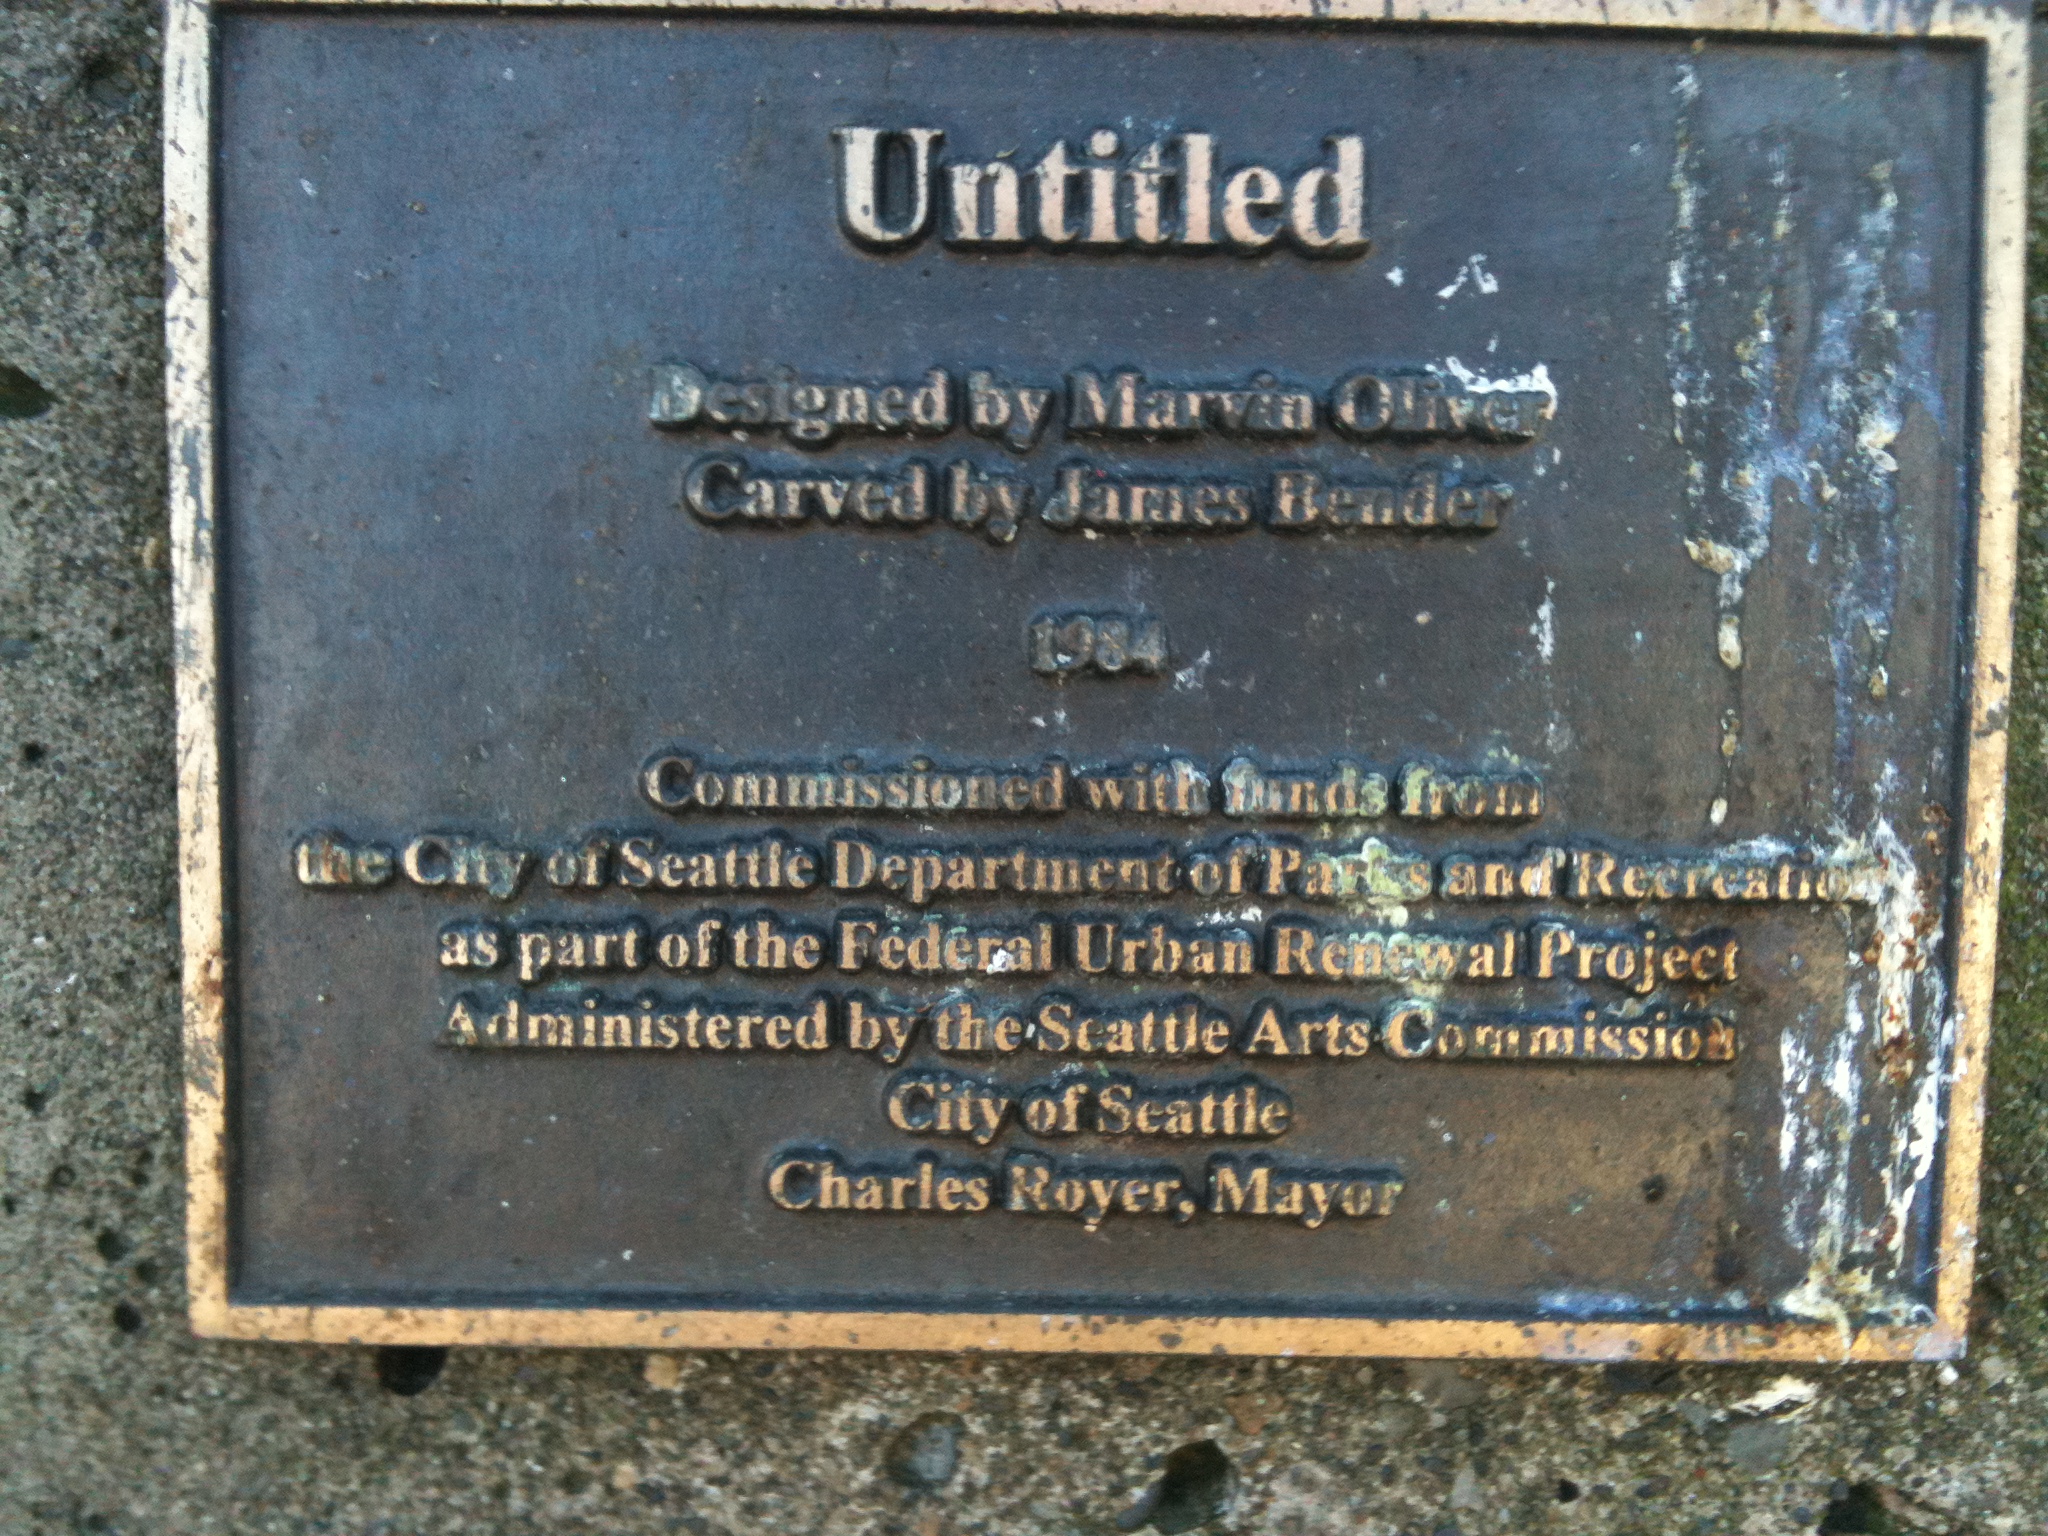 Untitled
Designed by Marvin Oliver
Carved by James Bender
1984
Commissioned with funds from
the City of Seattle Department of Parks and Recreation
as part of the Federal Urban Renewal Project
Administered by the Seattle Arts Commission
City of Seattle
Charles Royer, Mayor